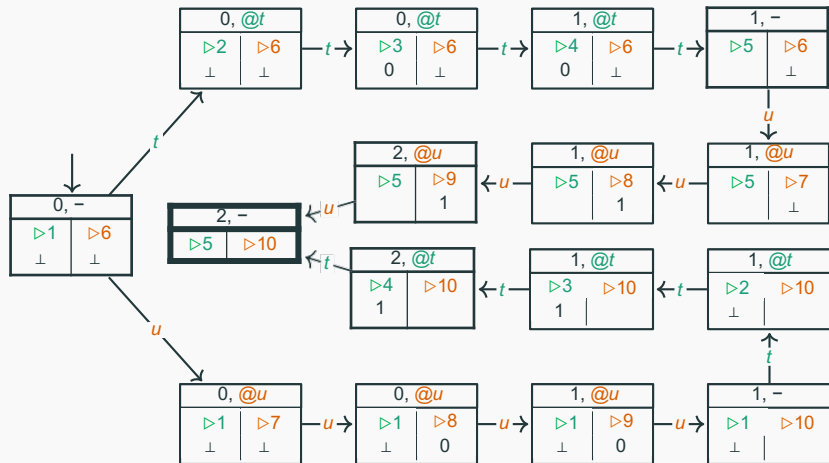 0, @t 0, @t 1, @t 1, −
▷2 ▷6 t ▷3 ▷6 t ▷4 ▷6 t ▷5 ▷6
⊥ ⊥ 0 ⊥ 0 ⊥ ⊥
u
t
2, @u 1, @u 1, @u
▷5 ▷9 u ▷5 ▷8 u ▷5 ▷7
1 1 ⊥
0, − 2, − u
▷1 ▷6 ▷5 ▷10
⊥ ⊥
2, @t 1, @t 1, @t
t ▷4 ▷10 t ▷3 ▷10 t ▷2 ▷10
1 1 ⊥
u t
0, @u 0, @u 1, @u 1, −
▷1 ▷7 u ▷1 ▷8 u ▷1 ▷9 u ▷1 ▷10
⊥ ⊥ ⊥ 0 ⊥ 0 ⊥